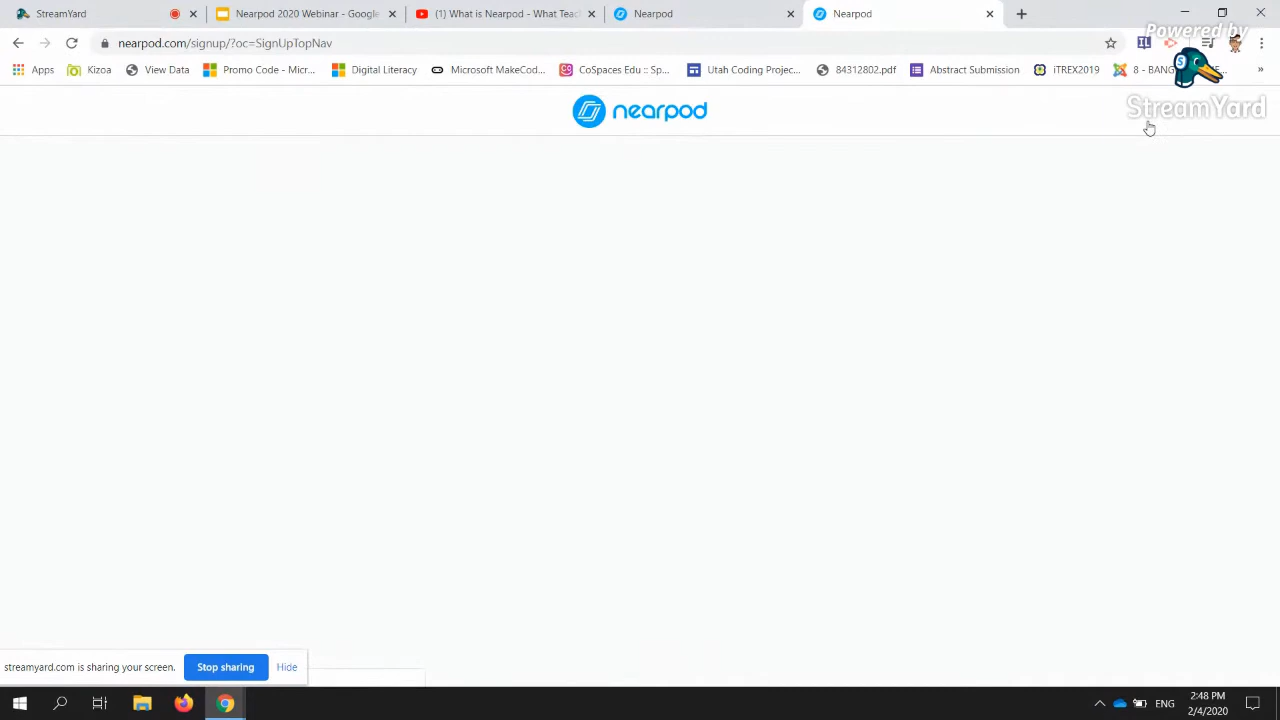 StreamYard
Nearpod 2020 Webinar - Google
(1) What is Nearpod - What Teac
Nearpod
Nearpod
Powered by
StreamYard
nearpod.com/signup/?oc=SignUpTopNav
Apps
Kizoa
View Data
Promo Code - Micr...
Digital Literacy
Microsoft MakeCod...
CoSpaces Edu :: Sp...
Utah Coding Projec...
84312802.pdf
Abstract Submission
iTREX2019
8 - BANG
nearpod
streamyard.com is sharing your screen.
Stop sharing
Hide
ENG
2:48 PM
2/4/2020